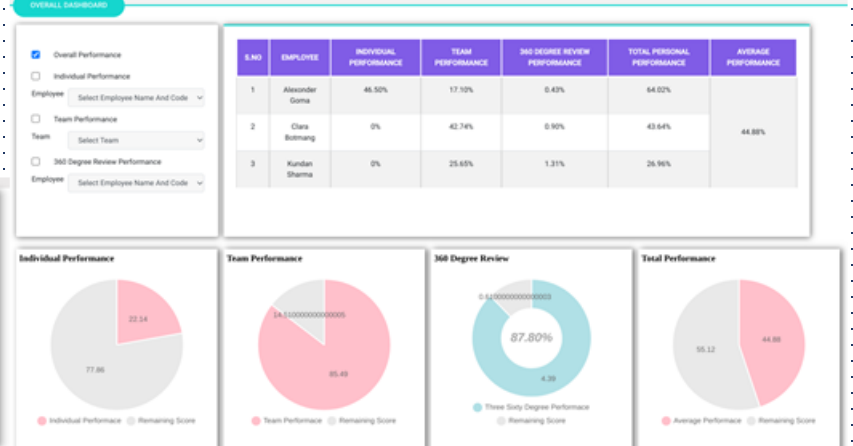 OVERALL DASHBOARD
Overall Performance
Individual Performance
Employee Select Employee Name And Code
Team Performance
Team Select Team
360 Degree Review Performance
Employee Select Employee Name And Code
S.NO EMPLOYEE INDIVIDUAL PERFORMANCE TEAM PERFORMANCE 360 DEGREE REVIEW PERFORMANCE TOTAL PERSONAL PERFORMANCE AVERAGE PERFORMANCE
1 Alexonder Goma 46.50% 17.10% 0.43% 64.02%
2 Clara Botmang 0% 42.74% 0.90% 43.64% 44.88%
3 Kundan Sharma 0% 25.65% 1.31% 26.96%
Individual Performance
22.14
77.86
Individual Performace Remaining Score
Team Performance
14.510000000000005
85.49
Team Performace Remaining Score
360 Degree Review
87.80%
4.39
Three Sixty Degree Performace
Remaining Score
Total Performance
44.88
55.12
Average Performace Remaining Score